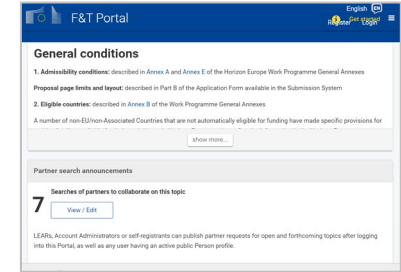 English EN
F&T Portal
Register Login
Get started
General conditions
1. Admissibility conditions: described in Annex A and Annex E of the Horizon Europe Work Programme General Annexes
Proposal page limits and layout: described in Part B of the Application Form available in the Submission System
2. Eligible countries: described in Annex B of the Work Programme General Annexes
A number of non-EU/non-Associated Countries that are not automatically eligible for funding have made specific provisions for
show more...
Partner search announcements
Searches of partners to collaborate on this topic
7
View / Edit
LEARs, Account Administrators or self-registrants can publish partner requests for open and forthcoming topics after logging
into this Portal, as well as any user having an active public Person profile.